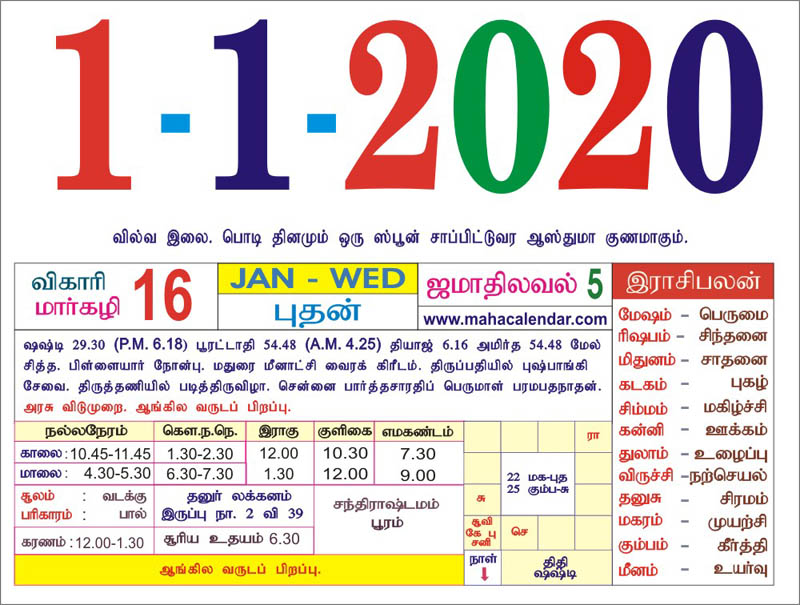 1-1-2020
வில்வ இலை. பொடி தினமும் ஒரு ஸ்பூன் சாப்பிட்டுவர ஆஸ்துமா குணமாகும்.
விகாரி
மார்கழி 16
JAN - WED
புதன்
ஜமாதிலவல் 5
www.mahacalendar.com
ஷஷ்டி 29.30 (P.M. 6.18) பூரட்டாதி 54.48 (A.M. 4.25) தியாஜ் 6.16 அமிர்த 54.48 மேல்
சித்த. பிள்ளையார் நோன்பு. மதுரை மீனாட்சி வைரக் கிரீடம். திருப்பதியில் புஷ்பாங்கி
சேவை. திருத்தணியில் படித்திருவிழா. சென்னை பார்த்தசாரதிப் பெருமாள் பரமபதநாதன்.
அரசு விடுமுறை. ஆங்கில வருடப் பிறப்பு.
நல்லநேரம் கௌ.ந.நெ. இராகு குளிகை எமகண்டம்
காலை: 10.45-11.45 1.30-2.30 12.00 10.30 7.30
மாலை: 4.30-5.30 6.30-7.30 1.30 12.00 9.00
சூலம் : வடக்கு
பரிகாரம் : பால்
தனுர் லக்கனம்
இருப்பு நா. 2 வி 39
சந்திராஷ்டமம்
பூரம்
கரணம் : 12.00-1.30
சூரிய உதயம் 6.30
ஆங்கில வருடப் பிறப்பு.
ரா
22 மக-புத
25 கும்ப-சு
சு
சூவி
கே பு
சனி
செ
நாள்
திதி
ஷஷ்டி
இராசிபலன்
மேஷம் - பெருமை
ரிஷபம் - சிந்தனை
மிதுனம் - சாதனை
கடகம் - புகழ்
சிம்மம் - மகிழ்ச்சி
கன்னி - ஊக்கம்
துலாம் - உழைப்பு
விருச்சி - நற்செயல்
தனுசு - சிரமம்
மகரம் - முயற்சி
கும்பம் - கீர்த்தி
மீனம் - உயர்வு